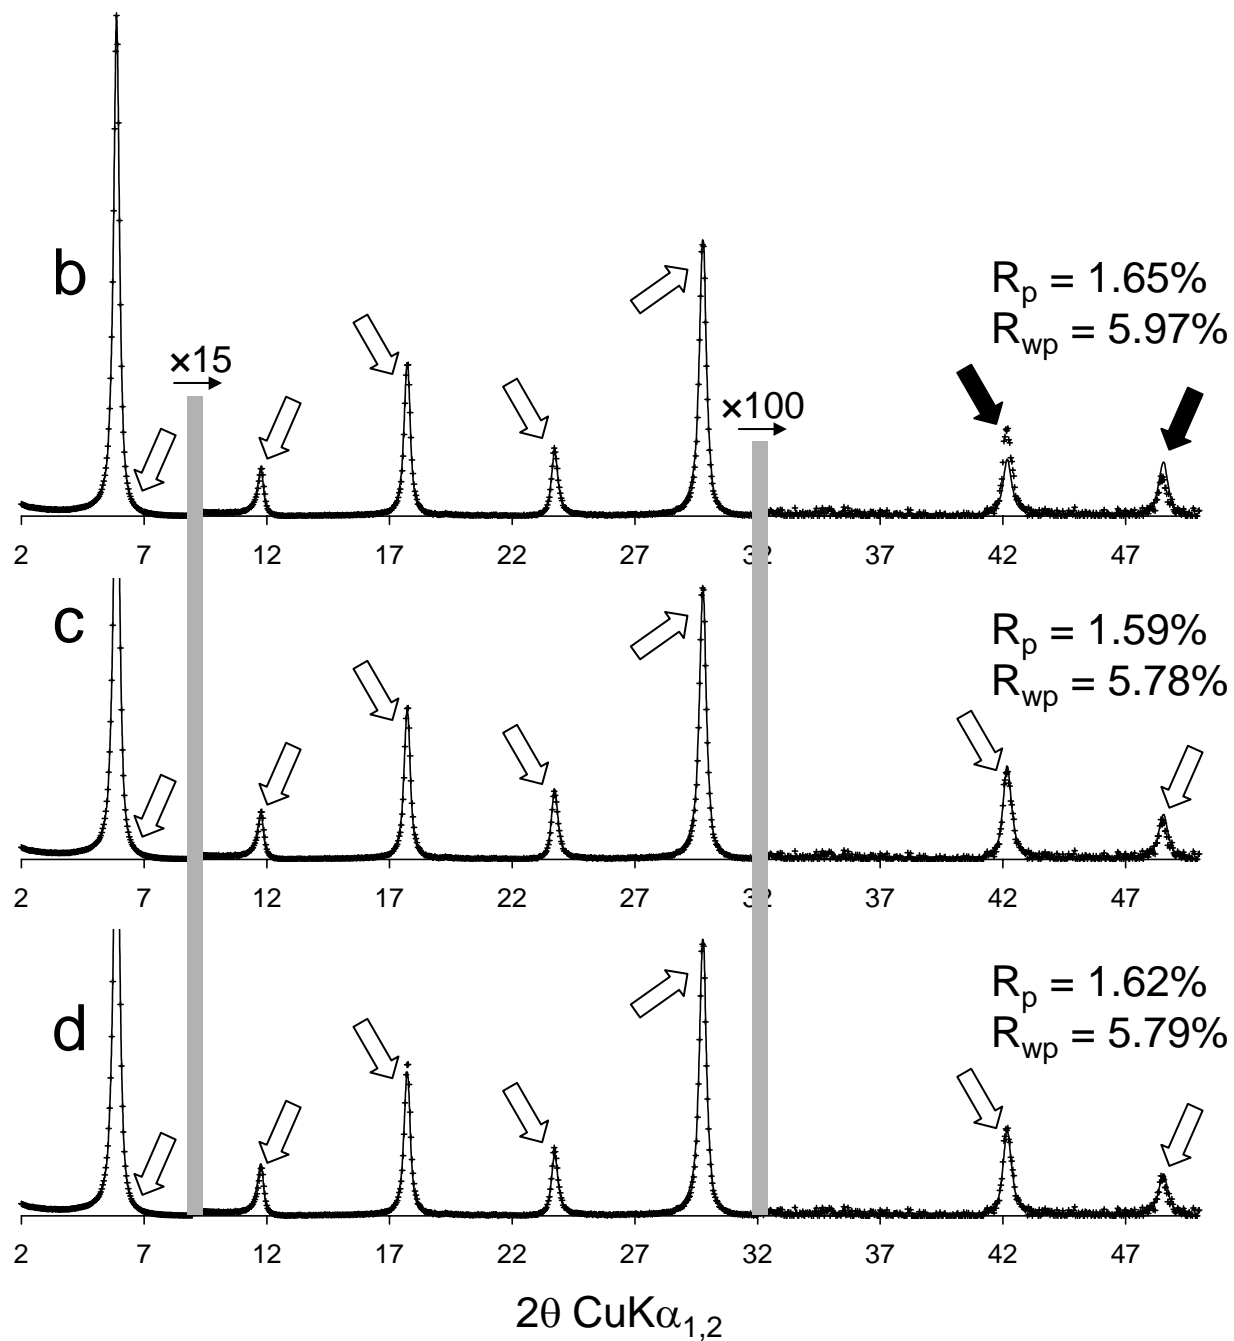 b
R_p = 1.65%
R_wp = 5.97%
×15
×100
2 7 12 17 22 27 32 37 42 47
c
R_p = 1.59%
R_wp = 5.78%
2 7 12 17 22 27 32 37 42 47
d
R_p = 1.62%
R_wp = 5.79%
2 7 12 17 22 27 32 37 42 47
2θ CuKα_1,2